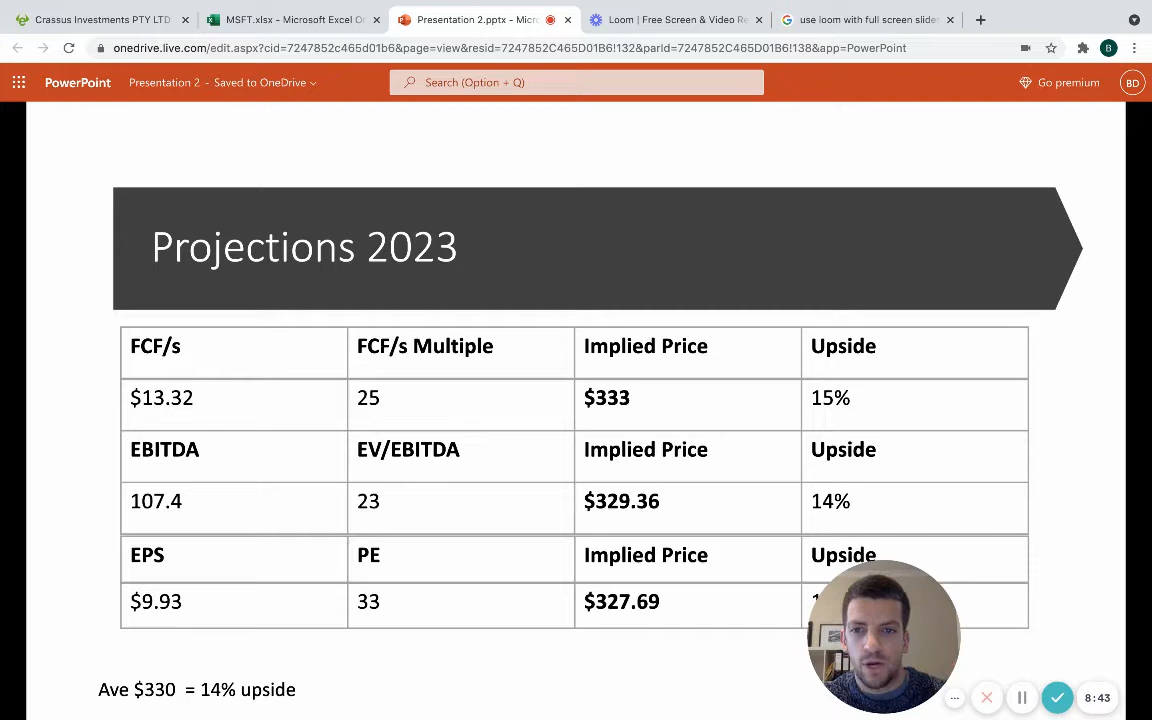 Crassus Investments PTY LTD
MSFT.xlsx - Microsoft Excel On
Presentation 2.pptx - Micro
Loom | Free Screen & Video Re
use loom with full screen slides
onedrive.live.com/edit.aspx?cid=7247852c465d01b6&page=view&resid=7247852C465D01B6!132&parId=7247852C465D01B6!138&app=PowerPoint
B
PowerPoint
Presentation 2 - Saved to OneDrive
Search (Option + Q)
Go premium
BD
Projections 2023
FCF/s FCF/s Multiple Implied Price Upside
$13.32 25 $333 15%
EBITDA EV/EBITDA Implied Price Upside
107.4 23 $329.36 14%
EPS PE Implied Price Upside
$9.93 33 $327.69
Ave $330 = 14% upside
8:43